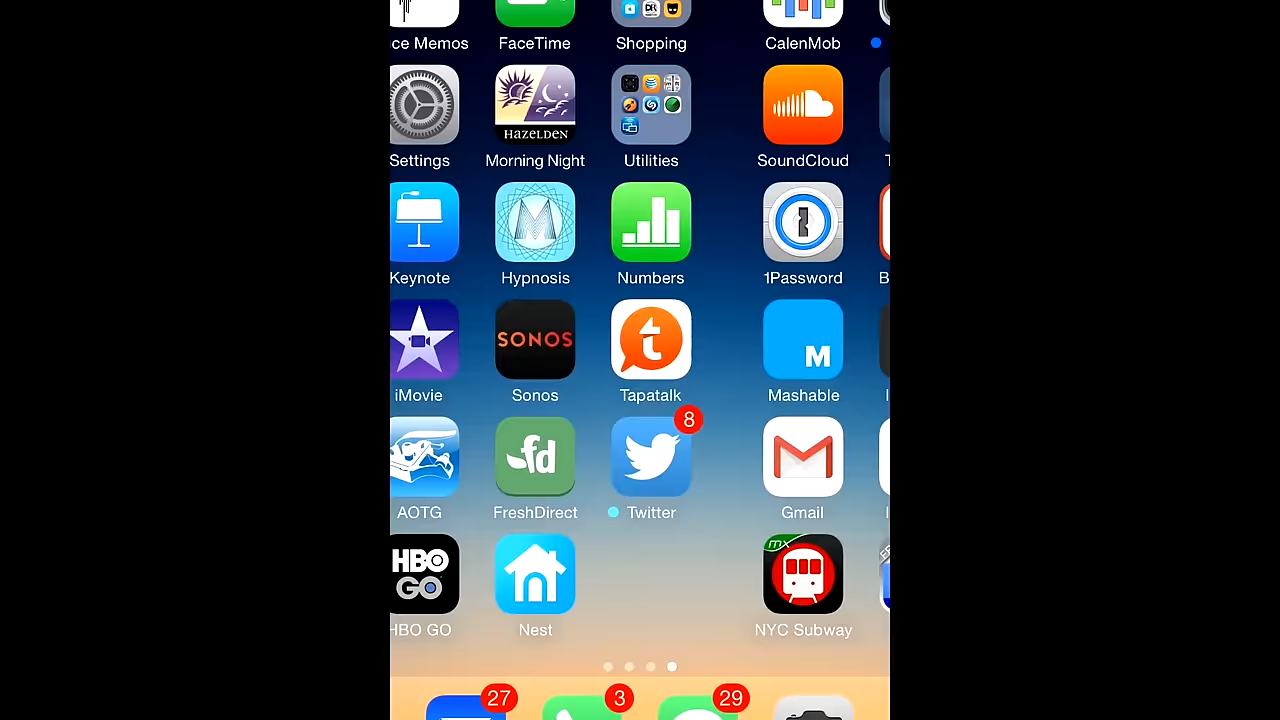 ce Memos FaceTime Shopping CalenMob
HAZELDEN
Settings Morning Night Utilities SoundCloud
Keynote Hypnosis Numbers 1Password B
SONOS
t
M
iMovie Sonos Tapatalk Mashable
8
fd
AOTG FreshDirect Twitter Gmail
HBO
GO
mx
HBO GO Nest NYC Subway
27 3 29